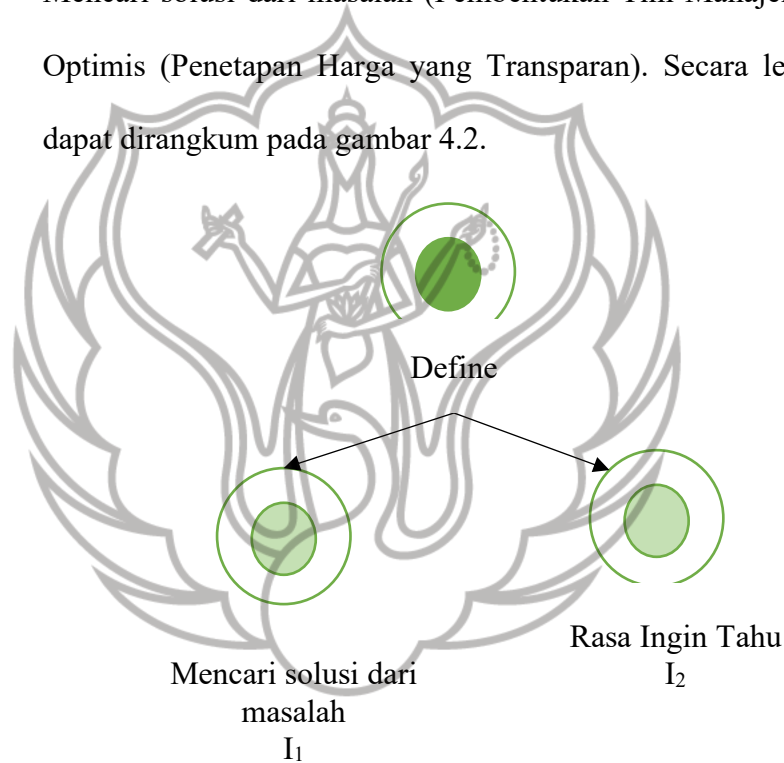 Optimis (Penetapan Harga yang Transparan). Secara le
dapat dirangkum pada gambar 4.2.
Define
Rasa Ingin Tahu
I2
Mencari solusi dari
masalah
I1